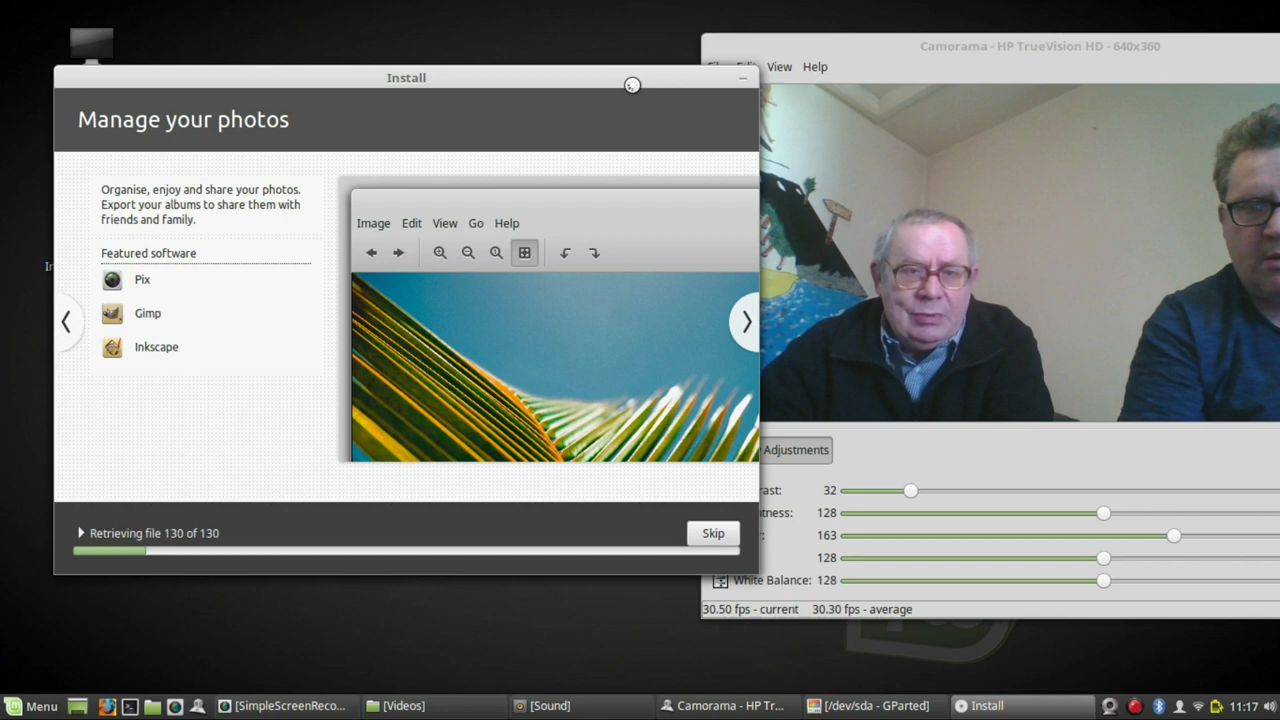 Camorama - HP TrueVision HD - 640x360
View Help
Install
Manage your photos
Organise, enjoy and share your photos.
Export your albums to share them with
friends and family.
Featured software
Pix
Gimp
Inkscape
Image Edit View Go Help
Adjustments
rast: 32
ntness: 128
163
128
White Balance: 128
30.50 fps - current 30.30 fps - average
Retrieving file 130 of 130
Skip
Menu
[SimpleScreenReco...
[Videos]
[Sound]
Camorama - HP Tr...
[/dev/sda - GParted]
Install
11:17